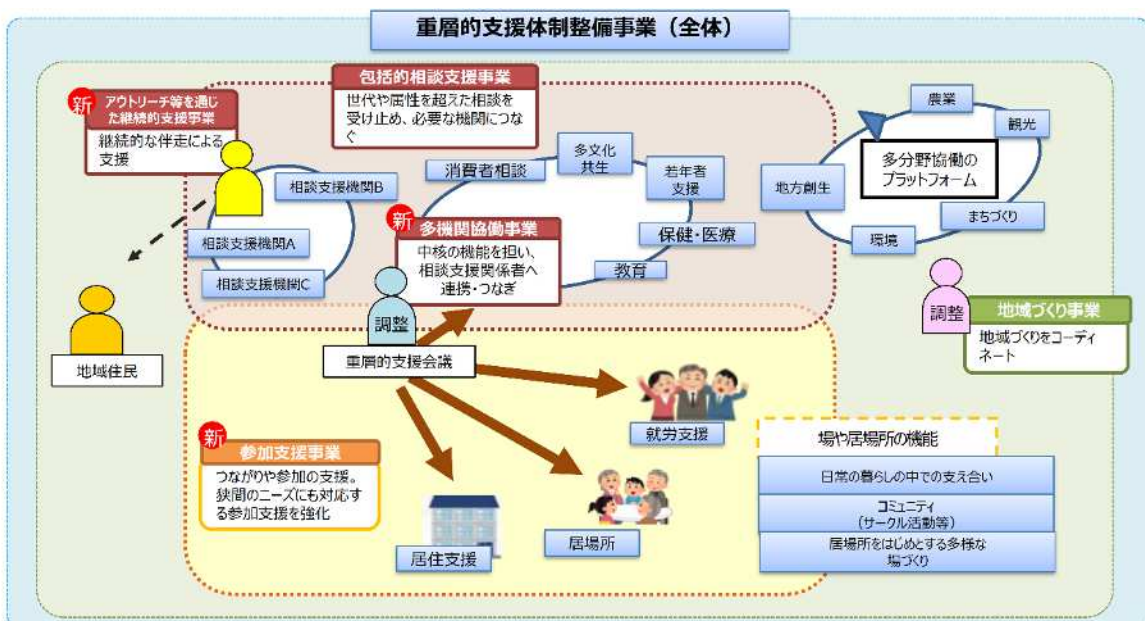 重層的支援体制整備事業（全体）
包括的相談支援事業
世代や属性を超えた相談を
受け止め、必要な機関につな
ぐ
新
アウトリーチ等を通じ
た継続的支援事業
継続的な伴走による
支援
相談支援機関B
相談支援機関A
相談支援機関C
消費者相談
多文化
共生
若年者
支援
保健・医療
教育
新
多機関協働事業
中核の機能を担い、
相談支援関係者へ
連携・つなぎ
農業
観光
多分野協働の
プラットフォーム
地方創生
まちづくり
環境
調整
地域づくり事業
地域づくりをコーディ
ネート
地域住民
調整
重層的支援会議
就労支援
新
参加支援事業
つながりや参加の支援。
狭間のニーズにも対応す
る参加支援を強化
居住支援
居場所
場や居場所の機能
日常の暮らしの中での支え合い
コミュニティ
（サークル活動等）
居場所をはじめとする多様な
場づくり